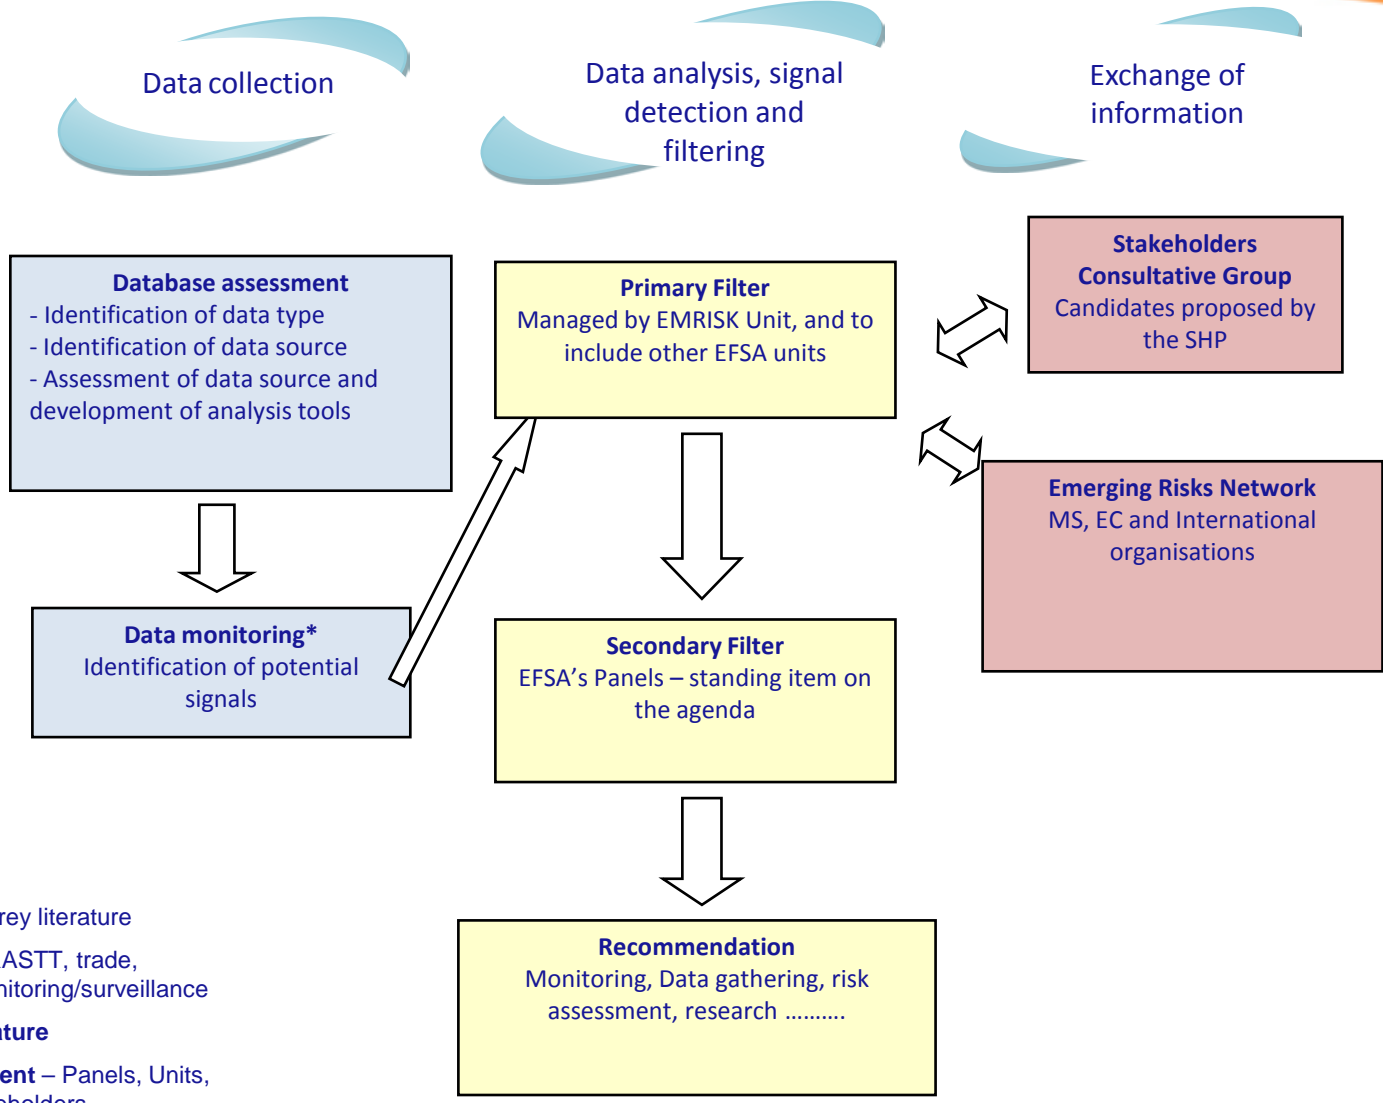 Data collection
Data analysis, signal
detection and
filtering
Exchange of
information
Database assessment
- Identification of data type
- Identification of data source
- Assessment of data source and
development of analysis tools
Data monitoring*
Identification of potential
signals
Primary Filter
Managed by EMRISK Unit, and to
include other EFSA units
Secondary Filter
EFSA’s Panels – standing item on
the agenda
Recommendation
Monitoring, Data gathering, risk
assessment, research ……….
Stakeholders
Consultative Group
Candidates proposed by
the SHP
Emerging Risks Network
MS, EC and International
organisations
rey literature
ASTT, trade,
nitoring/surveillance
ature
ent – Panels, Units,